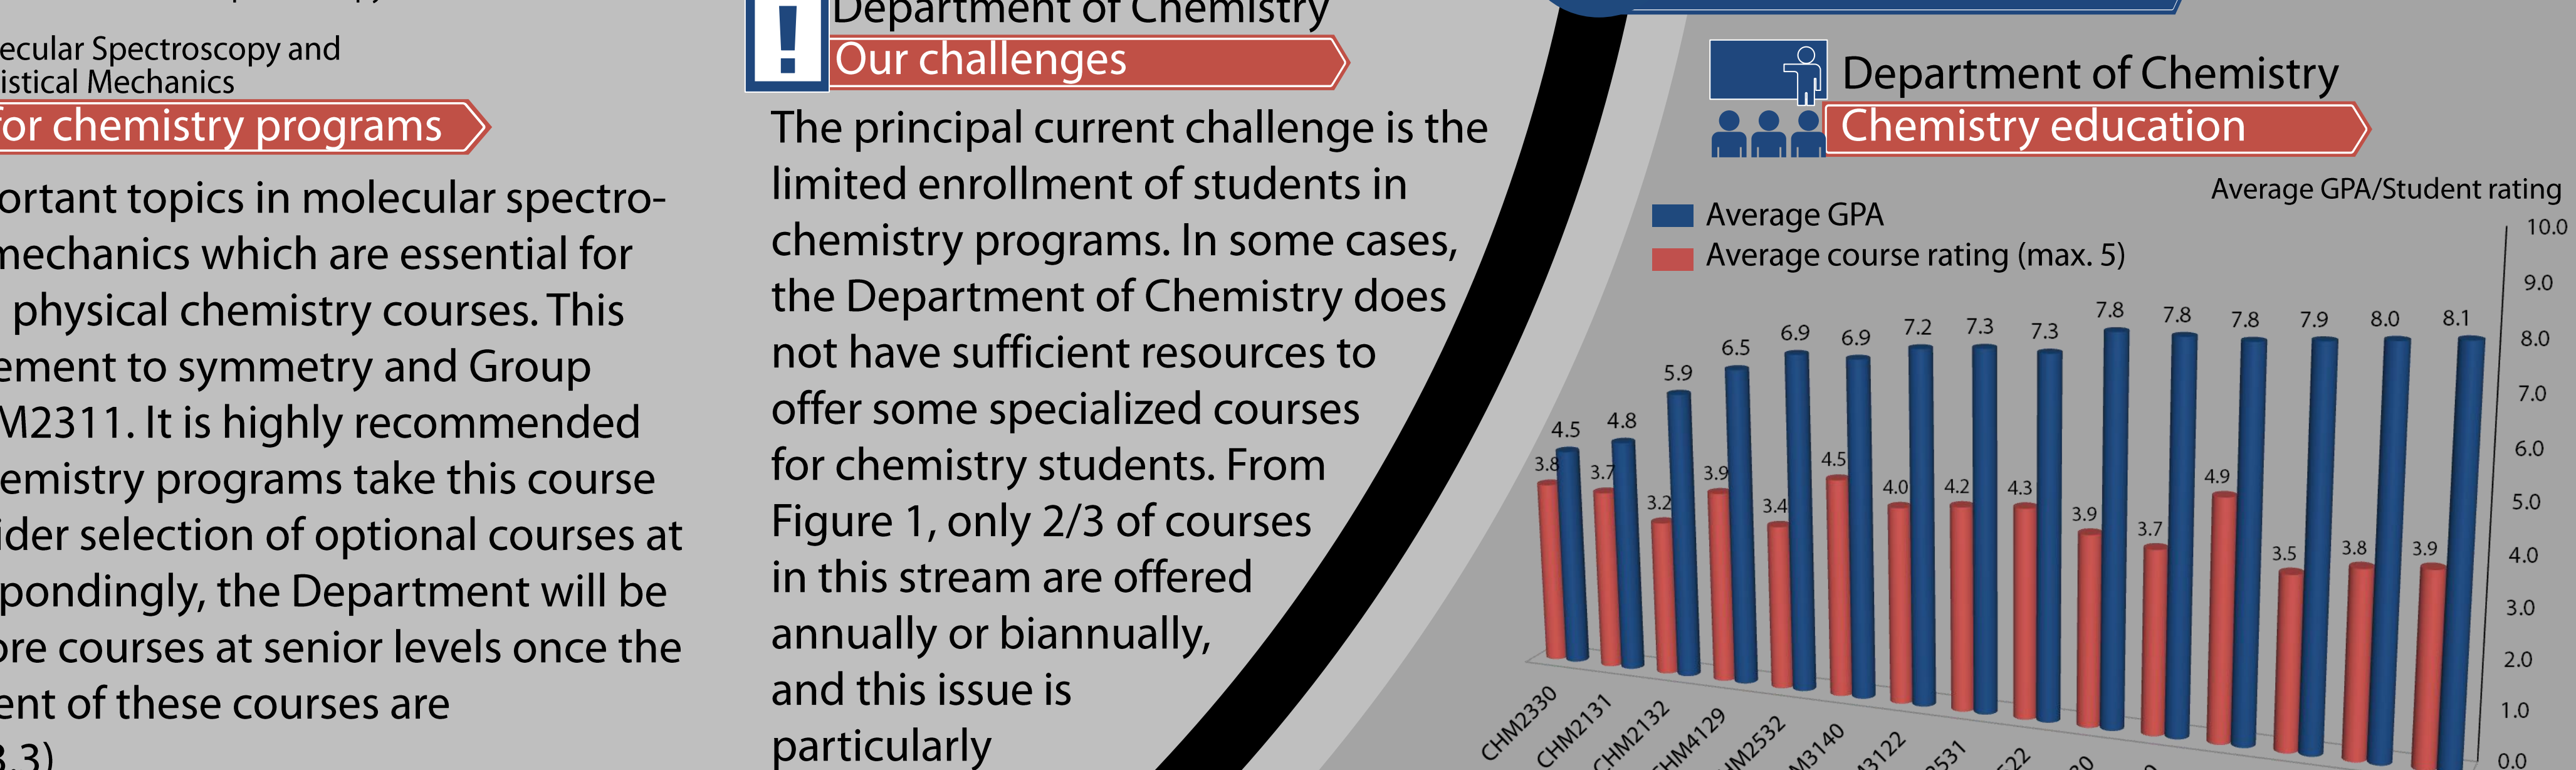 ecular Spectroscopy and
istical Mechanics
for chemistry programs
ortant topics in molecular spectro-
mechanics which are essential for
physical chemistry courses. This
ement to symmetry and Group
M2311. It is highly recommended
emistry programs take this course
ider selection of optional courses at
pondingly, the Department will be
ore courses at senior levels once the
ent of these courses are
3.3)
Department of Chemistry
Our challenges
The principal current challenge is the
limited enrollment of students in
chemistry programs. In some cases,
the Department of Chemistry does
not have sufficient resources to
offer some specialized courses
for chemistry students. From
Figure 1, only 2/3 of courses
in this stream are offered
annually or biannually,
and this issue is
particularly
Department of Chemistry
Chemistry education
Average GPA/Student rating
Average GPA
Average course rating (max. 5)
10.0
9.0
8.0
7.0
6.0
5.0
4.0
3.0
2.0
1.0
0.0
4.5 4.8 5.9 6.5 6.9 6.9 7.2 7.3 7.3 7.8 7.8 7.8 7.9 8.0 8.1
3.8 3.7 3.2 3.9 3.4 4.5 4.0 4.2 4.3 3.9 3.7 4.9 3.5 3.8 3.9
CHM2330
CHM2131
CHM2132
CHM4129
HM2532
M3140
M3122
2531
522